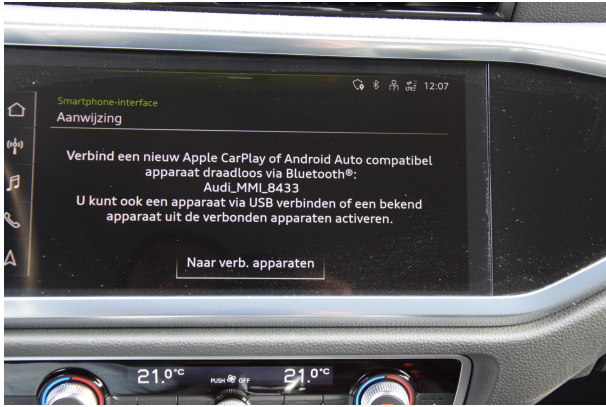 LTE
12:07
Smartphone-interface
Aanwijzing
Verbind een nieuw Apple CarPlay of Android Auto compatibel
apparaat draadloos via Bluetooth®:
Audi_MMI_8433
U kunt ook een apparaat via USB verbinden of een bekend
apparaat uit de verbonden apparaten activeren.
Naar verb. apparaten
21.0°C
PUSH OFF
21.0°C